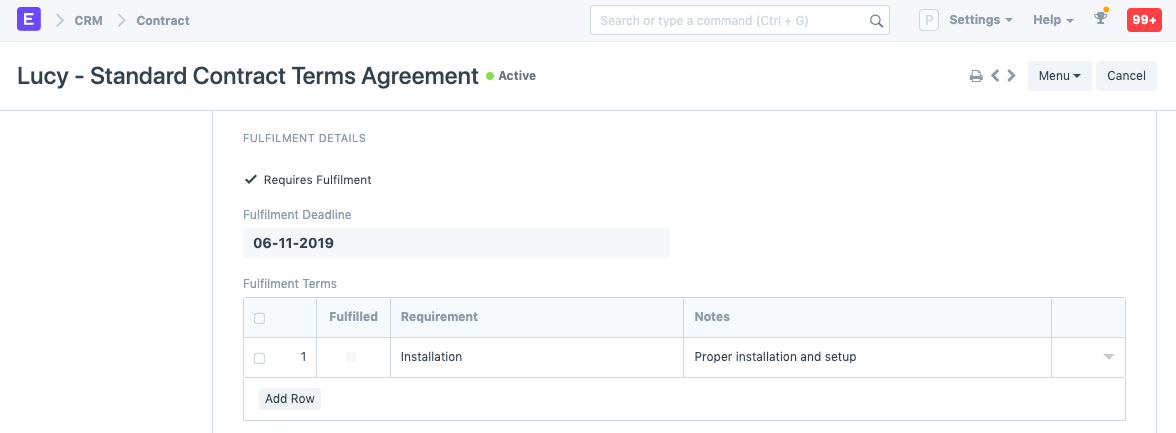 E CRM Contract Search or type a command (Ctrl + G) P Settings Help 99+
Lucy - Standard Contract Terms Agreement Active Menu Cancel
FULFILMENT DETAILS
Requires Fulfilment
Fulfilment Deadline
06-11-2019
Fulfilment Terms
Fulfilled Requirement Notes
1 Installation Proper installation and setup
Add Row